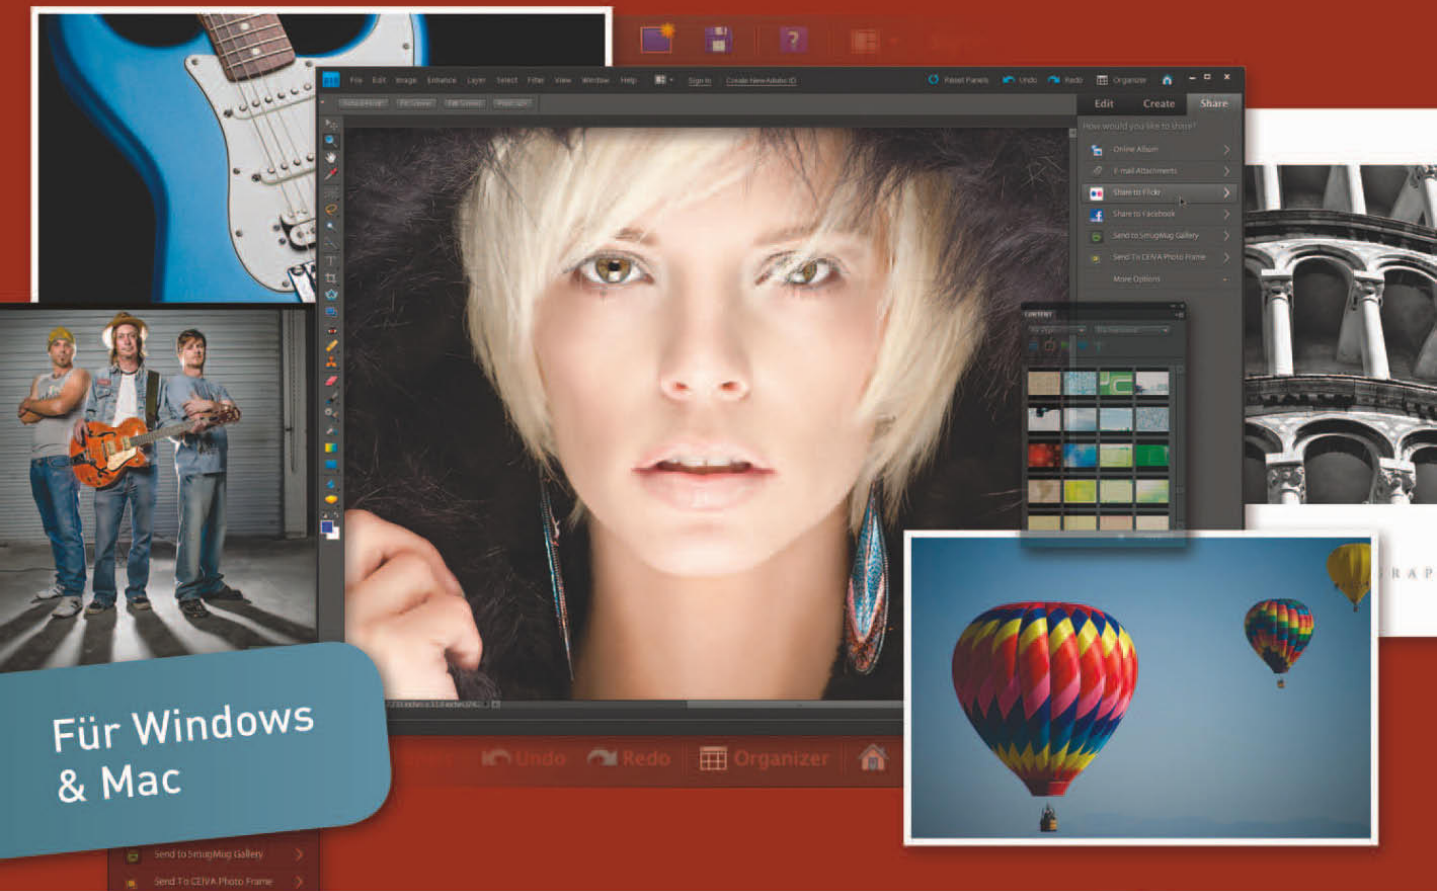 File Edit Image Enhance Layer Select Filter View Window Help
Sign In Create New Adobe ID
Reset Panels Undo Redo Organizer
Edit Create Share
How would you like to share?
Online Album
E-mail Attachments
Share to Flickr
Share to Facebook
Send to SmugMug Gallery
Send To CEIVA Photo Frame
More Options
CONTENT
RAP
Für Windows
& Mac
Undo Redo Organizer
Send to SmugMug Gallery
Send To CEIVA Photo Frame